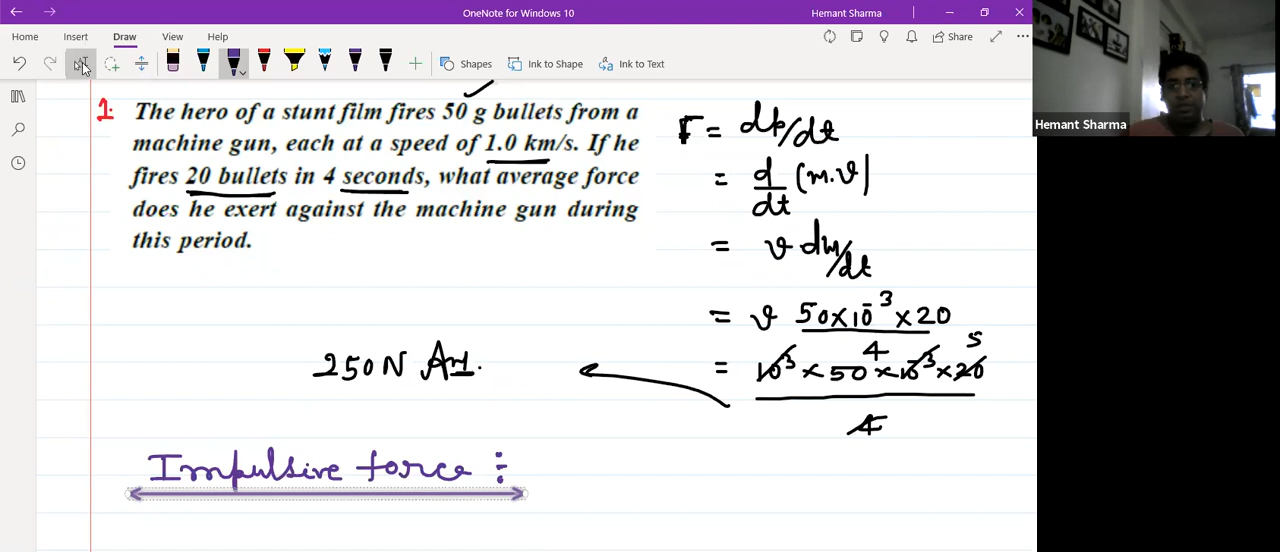 OneNote for Windows 10
Hemant Sharma
Home Insert Draw View Help
Share
Shapes Ink to Shape Ink to Text
1. The hero of a stunt film fires 50 g bullets from a
machine gun, each at a speed of 1.0 km/s. If he
fires 20 bullets in 4 seconds, what average force
does he exert against the machine gun during
this period.
F = dp/dt
= d/dt (m.v)
= v dm/dt
= v 50×10⁻³×20
4
= 10³ × 50 × 10⁻³ × 20 5
4
250N Ans.
Impulsive force :
Hemant Sharma